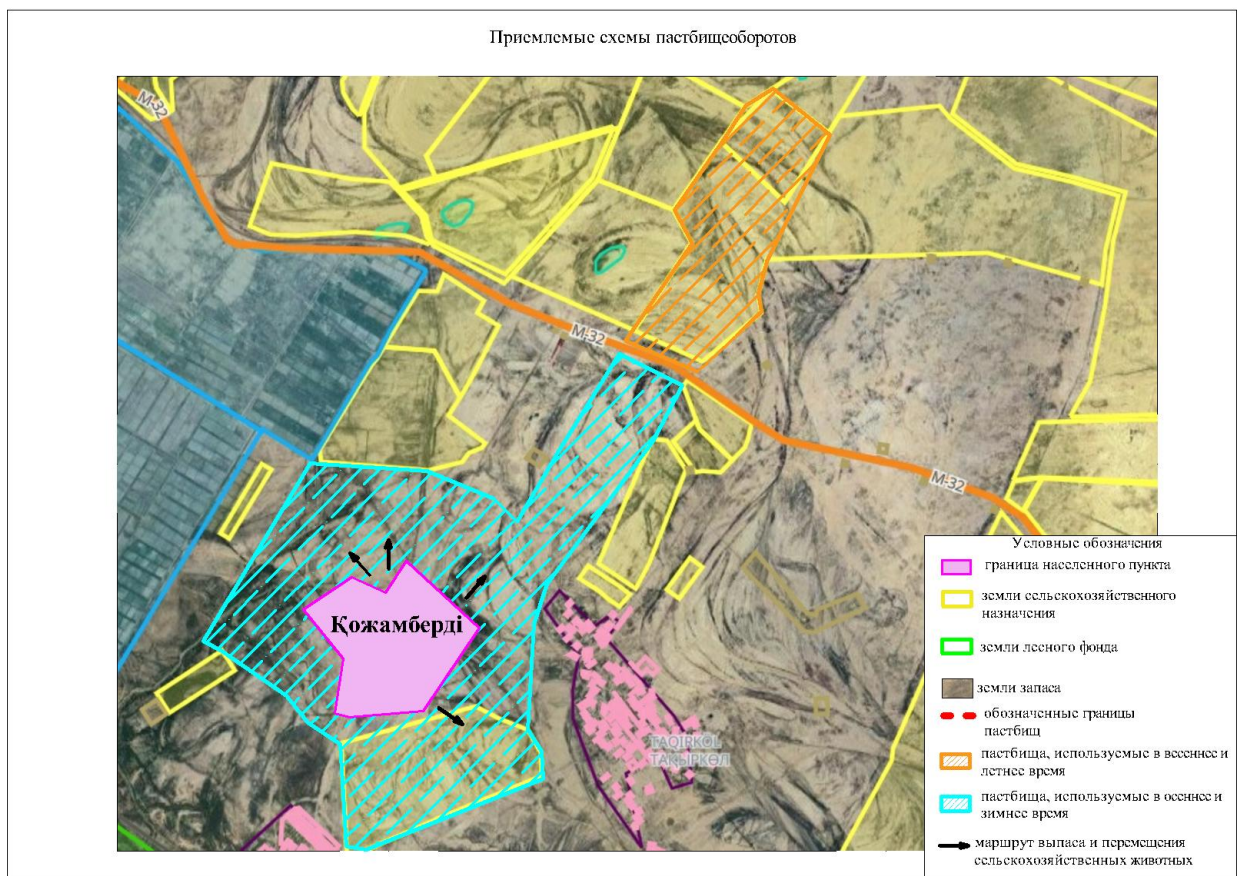 Приемлемые схемы пастбищеоборотов
М-32
М-32
М-32
Қожамберді
TAQIRKOL
ТАҚЫРКӨЛ
Условные обозначения
граница населенного пункта
земли сельскохозяйственного
назначения
земли лесного фонда
земли запаса
обозначенные границы
пастбищ
пастбища, используемые в весеннее и
летнее время
пастбища, используемые в осеннее и
зимнее время
маршрут выпаса и перемещения
сельскохозяйственных животных